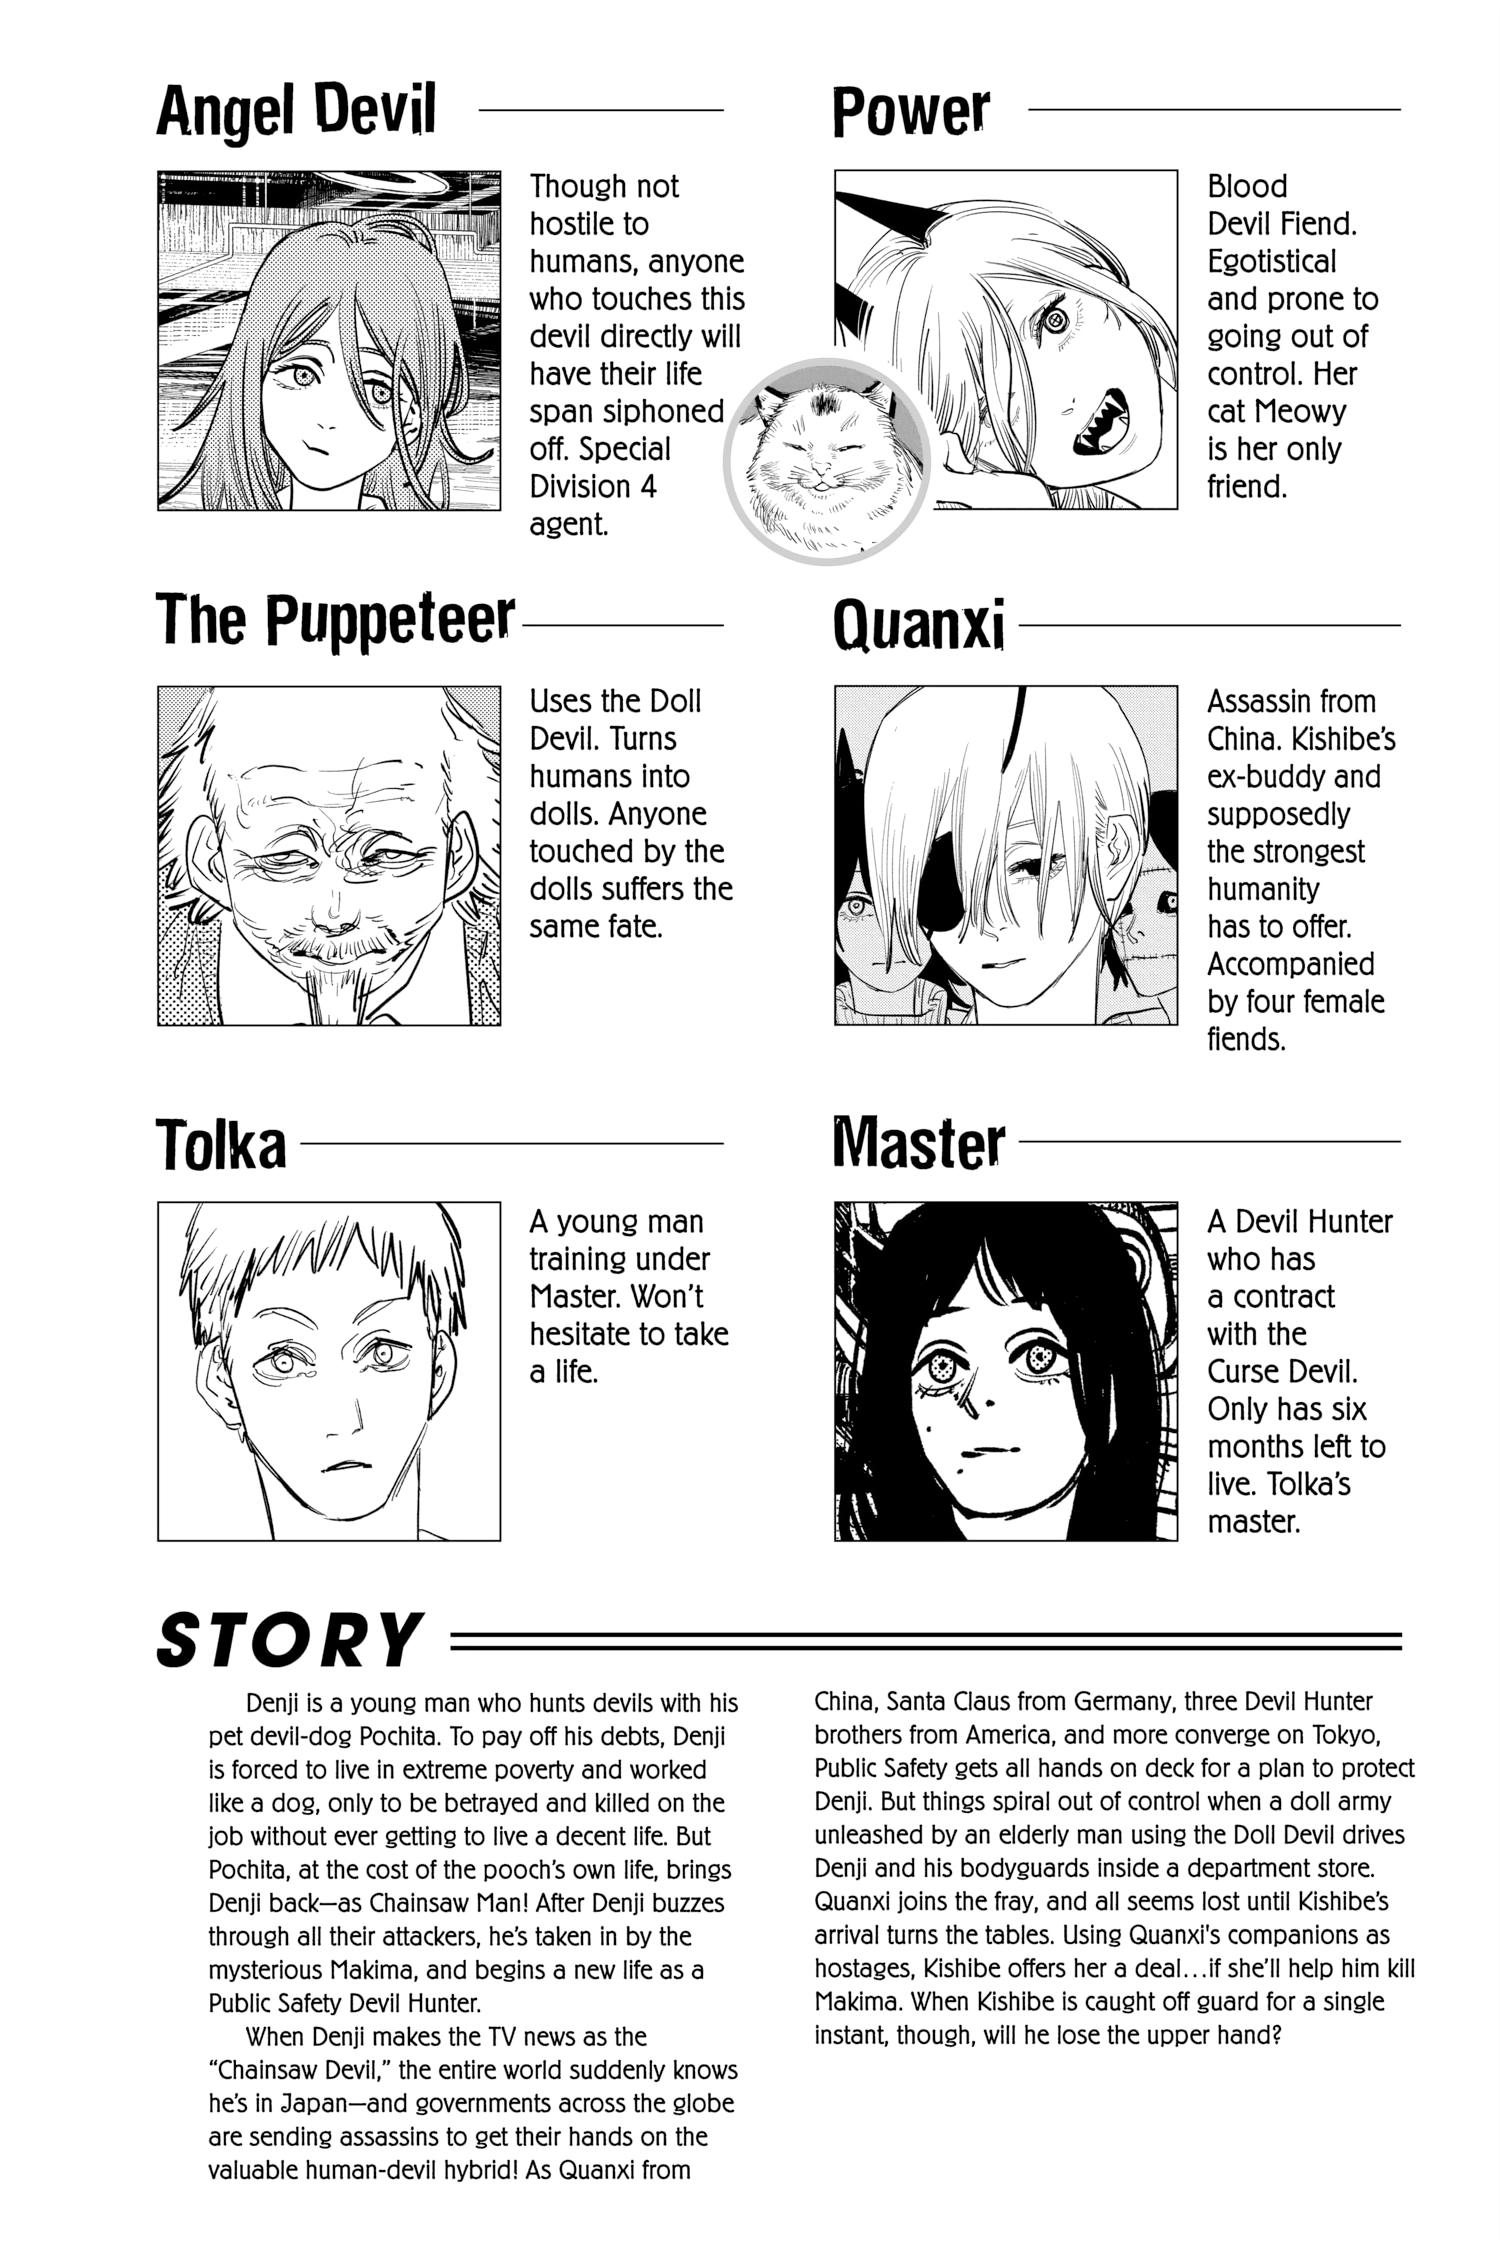 Angel Devil
Though not
hostile to
humans, anyone
who touches this
devil directly will
have their life
span siphoned
off. Special
Division 4
agent.
Power
Blood
Devil Fiend.
Egotistical
and prone to
going out of
control. Her
cat Meowy
is her only
friend.
The Puppeteer
Uses the Doll
Devil. Turns
humans into
dolls. Anyone
touched by the
dolls suffers the
same fate.
Quanxi
Assassin from
China. Kishibe's
ex-buddy and
supposedly
the strongest
humanity
has to offer.
Accompanied
by four female
fiends.
Tolka
A young man
training under
Master. Won't
hesitate to take
a life.
Master
A Devil Hunter
who has
a contract
with the
Curse Devil.
Only has six
months left to
live. Tolka's
master.
STORY
Denji is a young man who hunts devils with his
pet devil-dog Pochita. To pay off his debts, Denji
is forced to live in extreme poverty and worked
like a dog, only to be betrayed and killed on the
job without ever getting to live a decent life. But
Pochita, at the cost of the pooch's own life, brings
Denji back—as Chainsaw Man! After Denji buzzes
through all their attackers, he's taken in by the
mysterious Makima, and begins a new life as a
Public Safety Devil Hunter.
When Denji makes the TV news as the
“Chainsaw Devil,” the entire world suddenly knows
he's in Japan—and governments across the globe
are sending assassins to get their hands on the
valuable human-devil hybrid! As Quanxi from
China, Santa Claus from Germany, three Devil Hunter
brothers from America, and more converge on Tokyo,
Public Safety gets all hands on deck for a plan to protect
Denji. But things spiral out of control when a doll army
unleashed by an elderly man using the Doll Devil drives
Denji and his bodyguards inside a department store.
Quanxi joins the fray, and all seems lost until Kishibe's
arrival turns the tables. Using Quanxi's companions as
hostages, Kishibe offers her a deal...if she'll help him kill
Makima. When Kishibe is caught off guard for a single
instant, though, will he lose the upper hand?